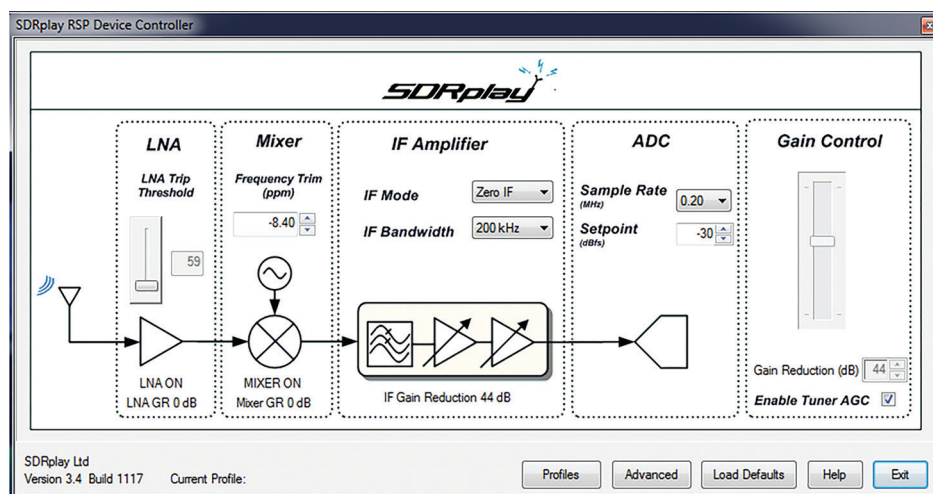 SDRplay RSP Device Controller
SDRplay
LNA
LNA Trip
Threshold
59
LNA ON
LNA GR 0 dB
Mixer
Frequency Trim
(ppm)
-8.40
MIXER ON
Mixer GR 0 dB
IF Amplifier
IF Mode Zero IF
IF Bandwidth 200 kHz
IF Gain Reduction 44 dB
ADC
Sample Rate
(MHz)
0.20
Setpoint
(dBfs)
-30
Gain Control
Gain Reduction (dB) 44
Enable Tuner AGC
SDRplay Ltd
Version 3.4 Build 1117 Current Profile:
Profiles Advanced Load Defaults Help Exit